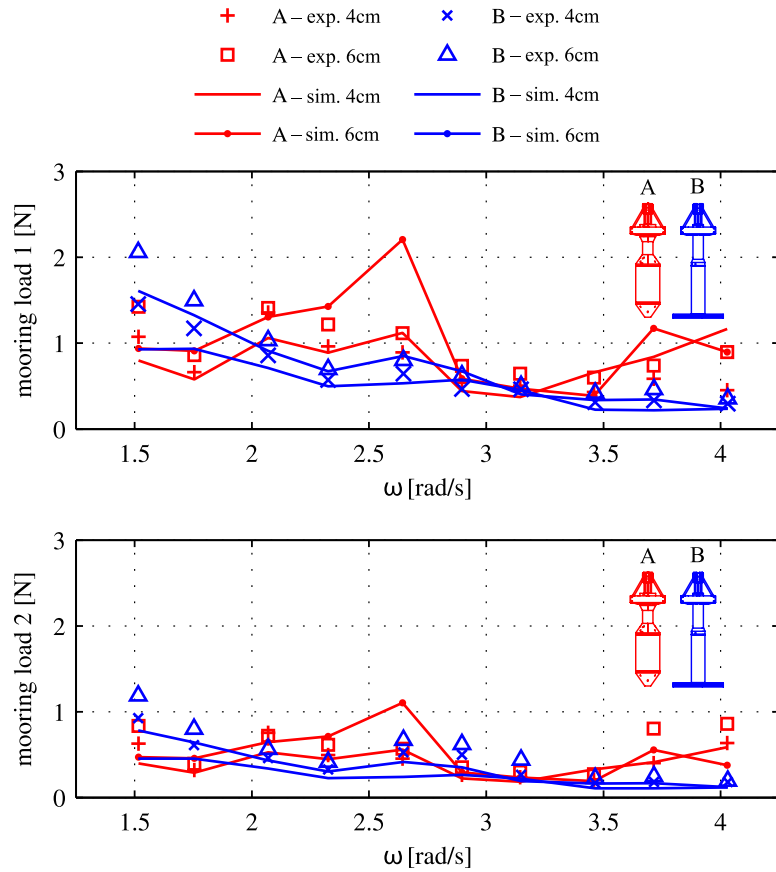 A – exp. 4cm B – exp. 4cm
A – exp. 6cm B – exp. 6cm
A – sim. 4cm B – sim. 4cm
A – sim. 6cm B – sim. 6cm
mooring load 1 [N]
3
2
1
0
A B
1.5 2 2.5 3 3.5 4
ω [rad/s]
mooring load 2 [N]
3
2
1
0
A B
1.5 2 2.5 3 3.5 4
ω [rad/s]